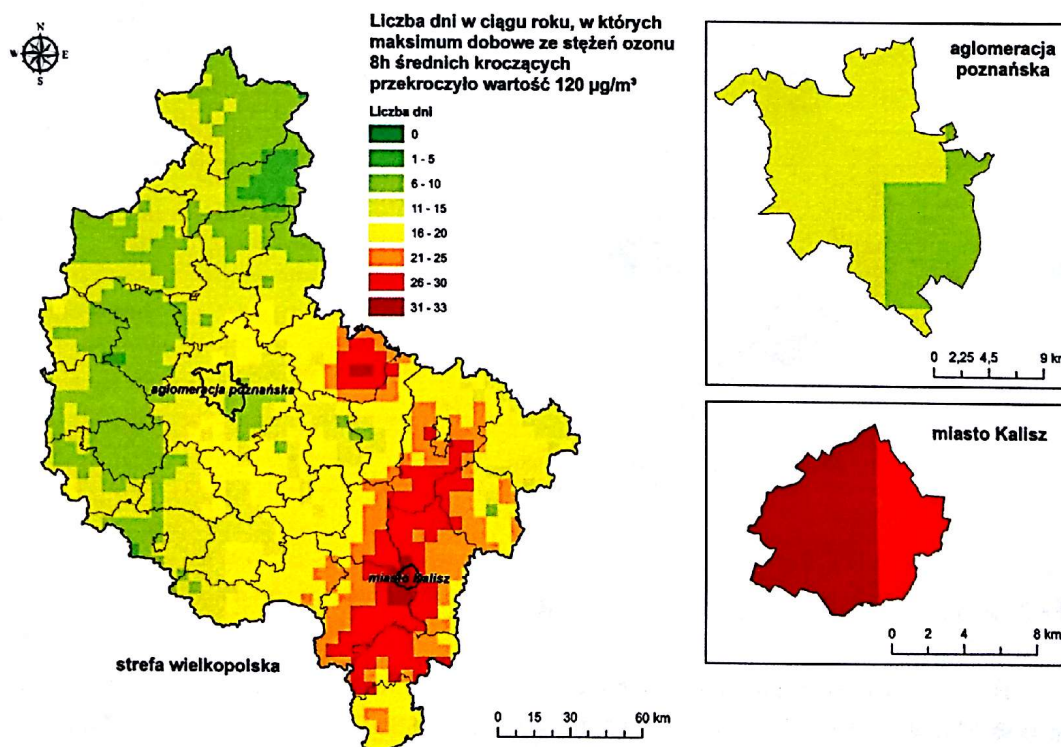 N
W E
S
Liczba dni w ciągu roku, w których
maksimum dobowe ze stężeń ozonu
8h średnich kroczących
przekroczyło wartość 120 µg/m³
Liczba dni
0
1 - 5
6 - 10
11 - 15
16 - 20
21 - 25
26 - 30
31 - 33
aglomeracja poznańska
miasto Kalisz
strefa wielkopolska
0 15 30 60 km
aglomeracja
poznańska
0 2,25 4,5 9 km
miasto Kalisz
0 2 4 8 km